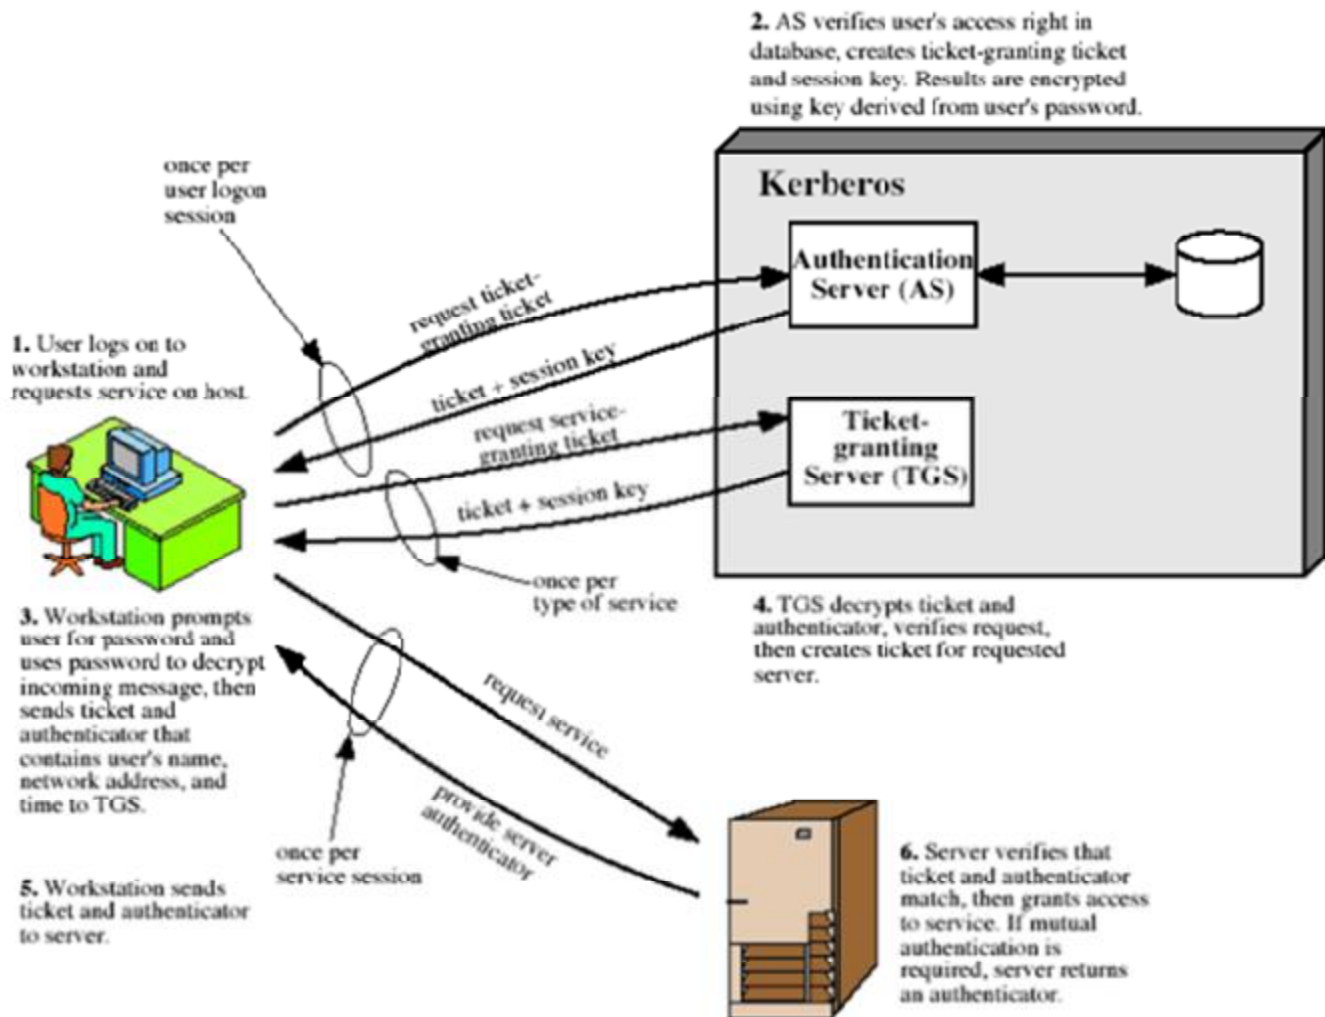 2. AS verifies user's access right in
database, creates ticket-granting ticket
and session key. Results are encrypted
using key derived from user's password.
once per
user logon
session
Kerberos
Authentication
Server (AS)
request ticket-
granting ticket
1. User logs on to
workstation and
requests service on host.
ticket + session key
request service-
granting ticket
Ticket-
granting
Server (TGS)
ticket + session key
once per
type of service
3. Workstation prompts
user for password and
uses password to decrypt
incoming message, then
sends ticket and
authenticator that
contains user's name,
network address, and
time to TGS.
4. TGS decrypts ticket and
authenticator, verifies request,
then creates ticket for requested
server.
request service
provide server
authenticator
once per
service session
5. Workstation sends
ticket and authenticator
to server.
6. Server verifies that
ticket and authenticator
match, then grants access
to service. If mutual
authentication is
required, server returns
an authenticator.